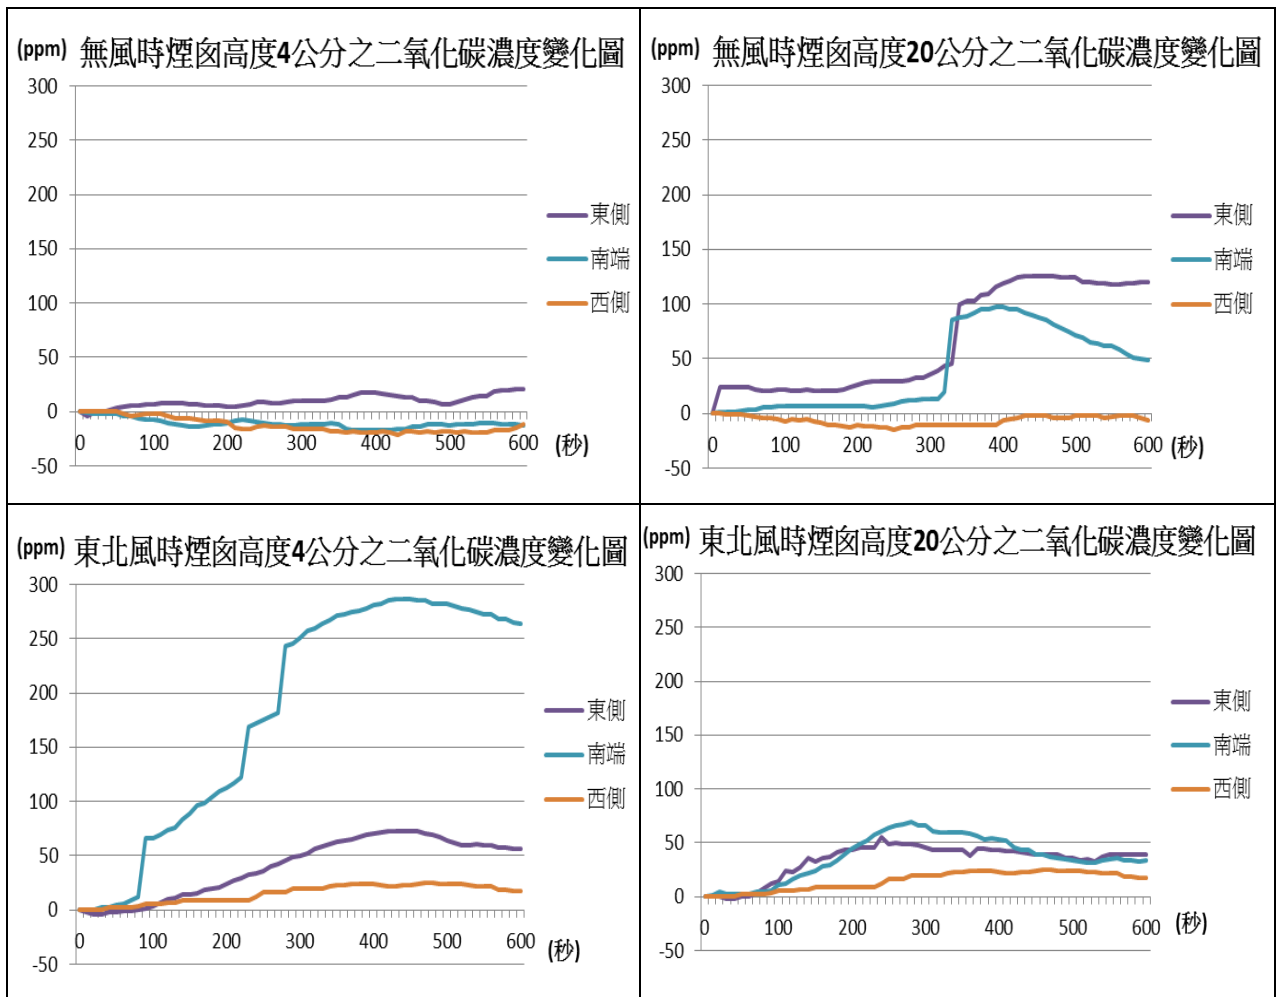 (ppm) 無風時煙囪高度4公分之二氧化碳濃度變化圖
300
250
200
150
100
50
0
-50
0 100 200 300 400 500 600
(秒)
東側
南端
西側
(ppm) 無風時煙囪高度20公分之二氧化碳濃度變化圖
300
250
200
150
100
50
0
-50
0 100 200 300 400 500 600
(秒)
東側
南端
西側
(ppm) 東北風時煙囪高度4公分之二氧化碳濃度變化圖
300
250
200
150
100
50
0
-50
0 100 200 300 400 500 600
(秒)
東側
南端
西側
(ppm) 東北風時煙囪高度20公分之二氧化碳濃度變化圖
300
250
200
150
100
50
0
-50
0 100 200 300 400 500 600
(秒)
東側
南端
西側